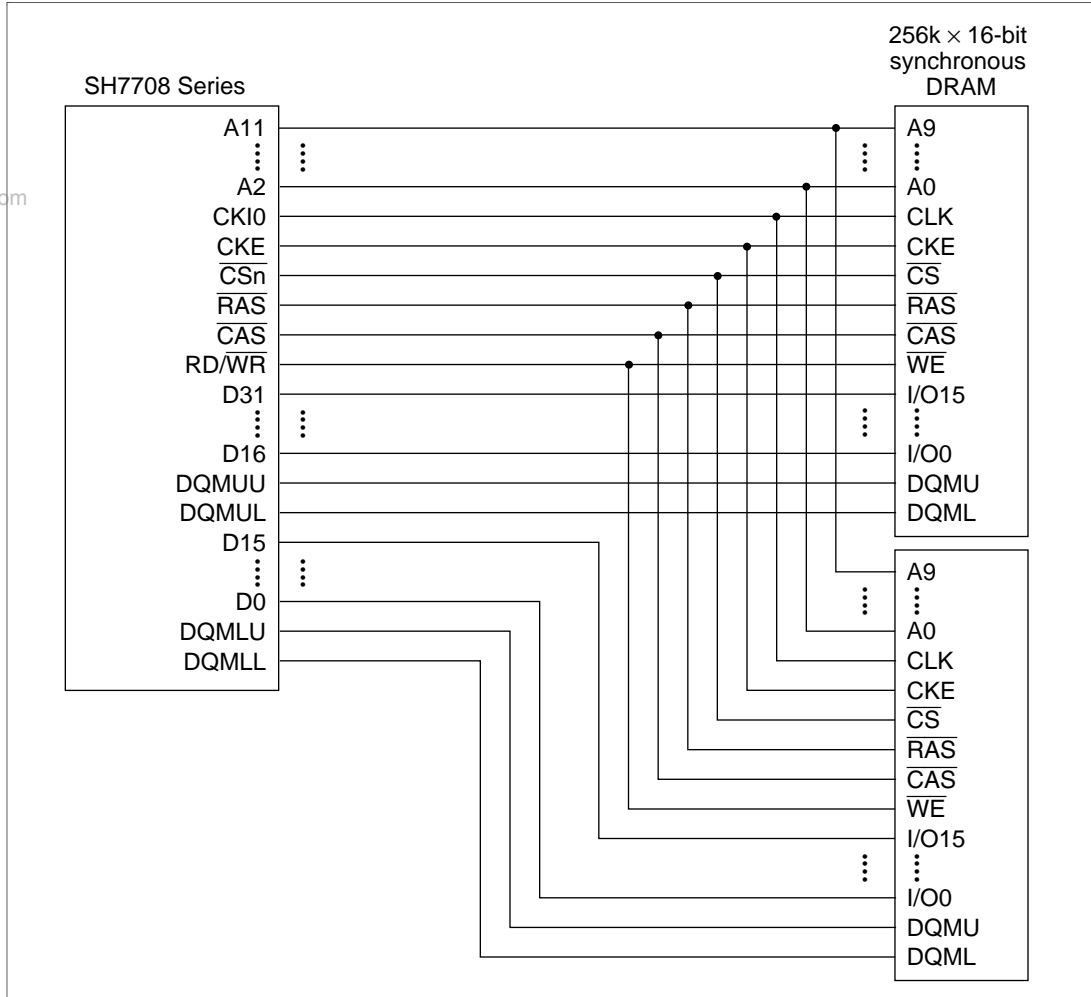 256k × 16-bit
synchronous
DRAM
SH7708 Series
A11
A2
CKI0
CKE
CSn
RAS
CAS
RD/WR
D31
D16
DQMUU
DQMUL
D15
D0
DQMLU
DQMLL
A9
A0
CLK
CKE
CS
RAS
CAS
WE
I/O15
I/O0
DQMU
DQML
A9
A0
CLK
CKE
CS
RAS
CAS
WE
I/O15
I/O0
DQMU
DQML
om